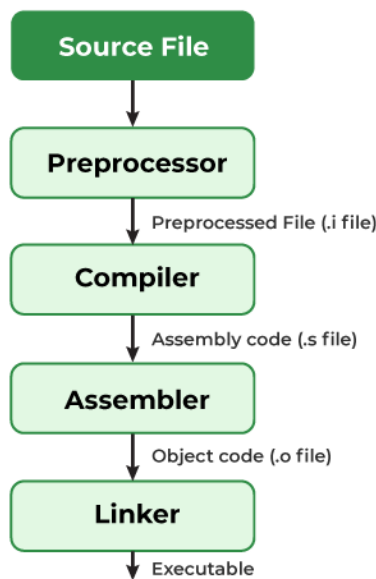 Source File
Preprocessor
Preprocessed File (.i file)
Compiler
Assembly code (.s file)
Assembler
Object code (.o file)
Linker
Executable